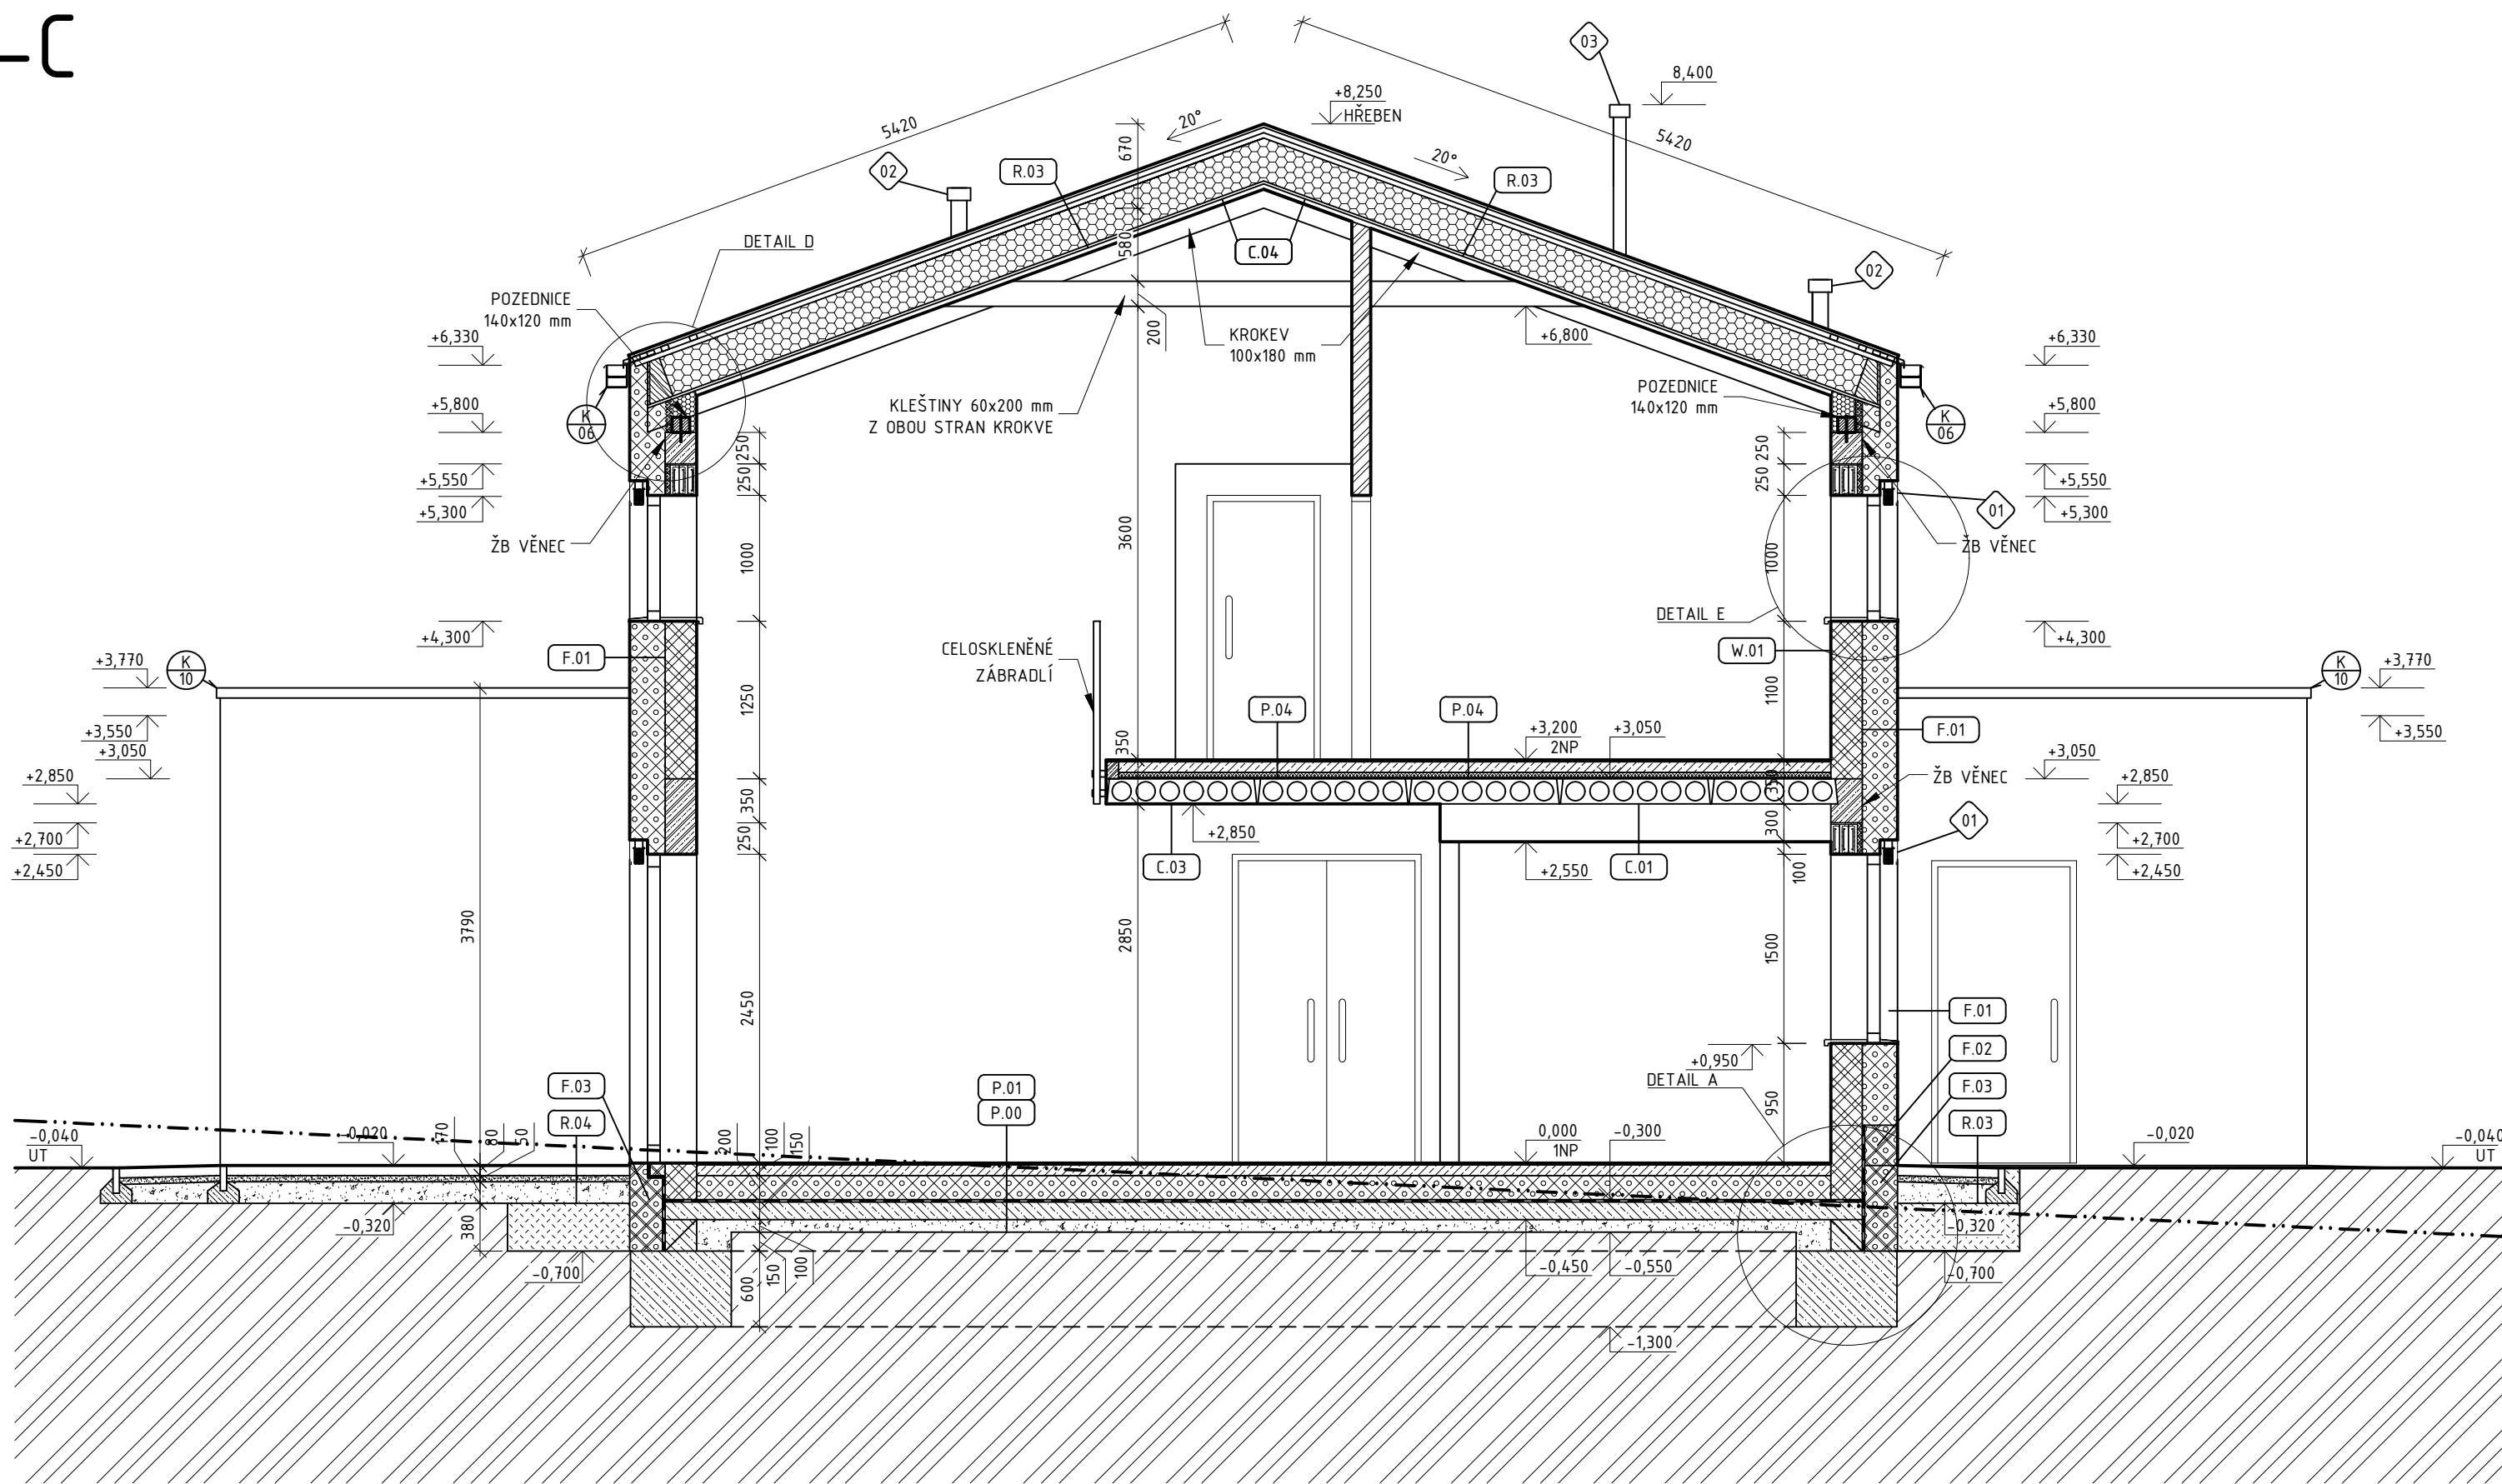 -C
03
8,400
+8,250
HŘEBEN
5420
20°
5420
20°
670
02
R.03
R.03
580
C.04
DETAIL D
02
POZEDNICE
140x120 mm
200
KROKEV
100x180 mm
+6,800
+6,330
+6,330
POZEDNICE
140x120 mm
KLEŠTINY 60x200 mm
Z OBOU STRAN KROKVE
+5,800
K
06
K
06
+5,800
250
250
250
250
+5,550
+5,300
+5,550
+5,300
01
ŽB VĚNEC
ŽB VĚNEC
3600
1000
1000
DETAIL E
+4,300
+4,300
F.01
CELOSKLENĚNÉ
ZÁBRADLÍ
W.01
+3,770
K
10
K
10
+3,770
1250
1100
P.04
P.04
+3,550
+3,050
+3,200
2NP
+3,050
F.01
+3,550
350
+3,050
+2,850
ŽB VĚNEC
+2,850
350
350
+2,700
+2,450
250
+2,850
300
01
+2,700
+2,450
C.03
+2,550
C.01
100
3790
2850
1500
2450
F.01
F.02
+0,950
DETAIL A
F.03
P.01
P.00
F.03
R.04
950
R.03
-0,040
UT
-0,020
170
80
50
200
100
150
0,000
1NP
-0,300
-0,020
-0,040
UT
-0,320
380
-0,320
-0,700
600
150
100
-0,450
-0,550
-0,700
-1,300